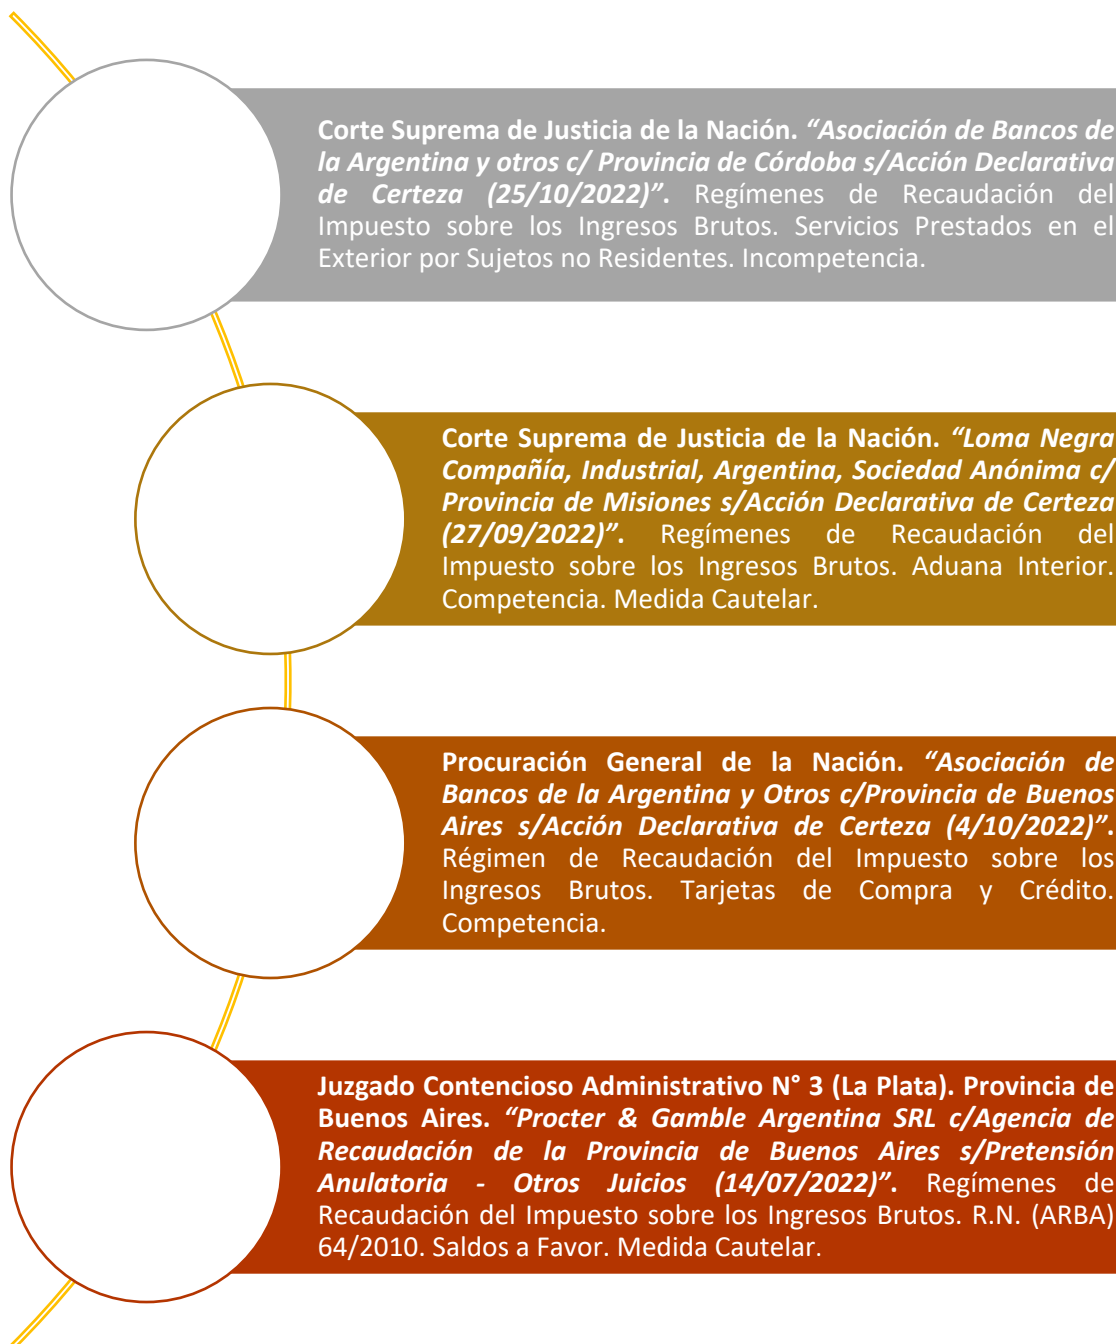 Corte Suprema de Justicia de la Nación. “Asociación de Bancos de
la Argentina y otros c/ Provincia de Córdoba s/Acción Declarativa
de Certeza (25/10/2022)”. Regímenes de Recaudación del
Impuesto sobre los Ingresos Brutos. Servicios Prestados en el
Exterior por Sujetos no Residentes. Incompetencia.
Corte Suprema de Justicia de la Nación. “Loma Negra
Compañía, Industrial, Argentina, Sociedad Anónima c/
Provincia de Misiones s/Acción Declarativa de Certeza
(27/09/2022)”. Regímenes de Recaudación del
Impuesto sobre los Ingresos Brutos. Aduana Interior.
Competencia. Medida Cautelar.
Procuración General de la Nación. “Asociación de
Bancos de la Argentina y Otros c/Provincia de Buenos
Aires s/Acción Declarativa de Certeza (4/10/2022)”.
Régimen de Recaudación del Impuesto sobre los
Ingresos Brutos. Tarjetas de Compra y Crédito.
Competencia.
Juzgado Contencioso Administrativo N° 3 (La Plata). Provincia de
Buenos Aires. “Procter & Gamble Argentina SRL c/Agencia de
Recaudación de la Provincia de Buenos Aires s/Pretensión
Anulatoria - Otros Juicios (14/07/2022)”. Regímenes de
Recaudación del Impuesto sobre los Ingresos Brutos. R.N. (ARBA)
64/2010. Saldos a Favor. Medida Cautelar.